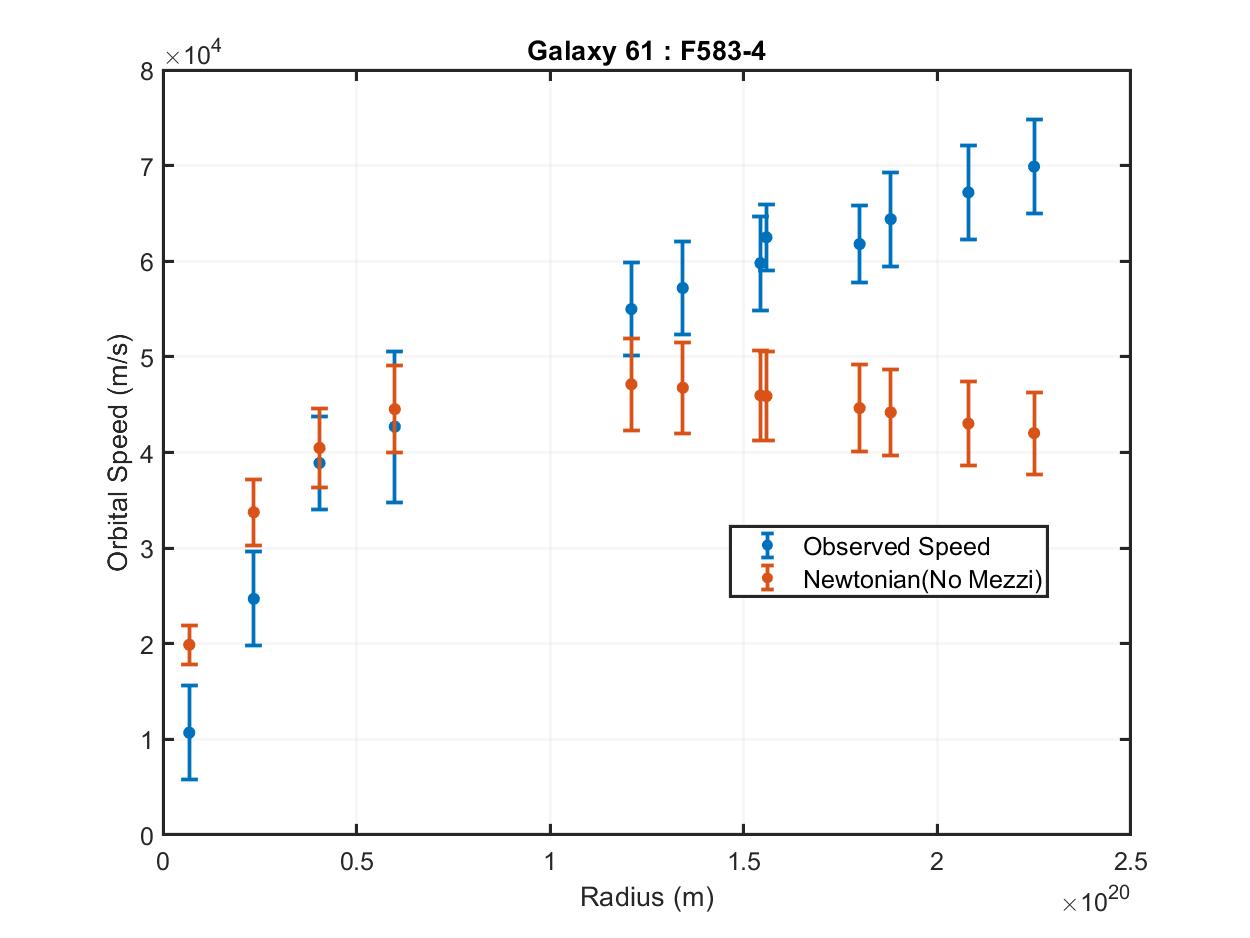 Galaxy 61 : F583-4
×10⁴
8
7
6
5
4
3
2
1
0
Orbital Speed (m/s)
Observed Speed
Newtonian(No Mezzi)
0 0.5 1 1.5 2 2.5
Radius (m)
×10²⁰